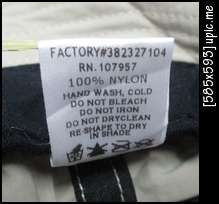 FACTORY#382327104
RN. 107957
100% NYLON
HAND WASH, COLD
DO NOT BLEACH
DO NOT IRON
DO NOT DRYCLEAN
RE-SHAPE TO DRY
IN SHADE
[585x593]upic.me